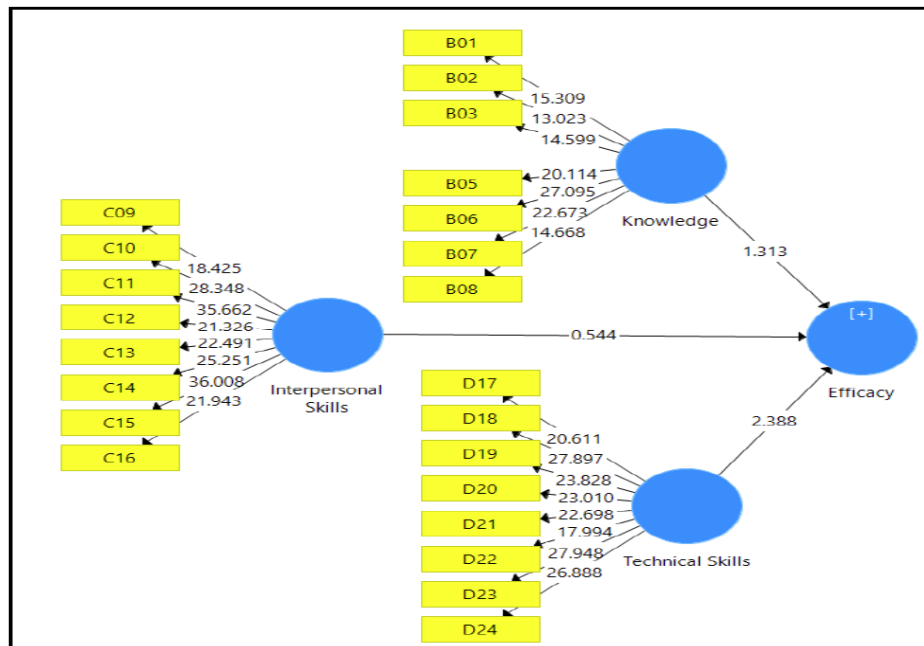 B01
B02
B03
15.309
13.023
14.599
B05
B06
B07
B08
20.114
27.095
22.673
14.668
Knowledge
1.313
C09
C10
C11
C12
C13
C14
C15
C16
18.425
28.348
35.662
21.326
22.491
25.251
36.008
21.943
Interpersonal
Skills
0.544
[+]
Efficacy
2.388
D17
D18
D19
D20
D21
D22
D23
D24
20.611
27.897
23.828
23.010
22.698
17.994
27.948
26.888
Technical Skills